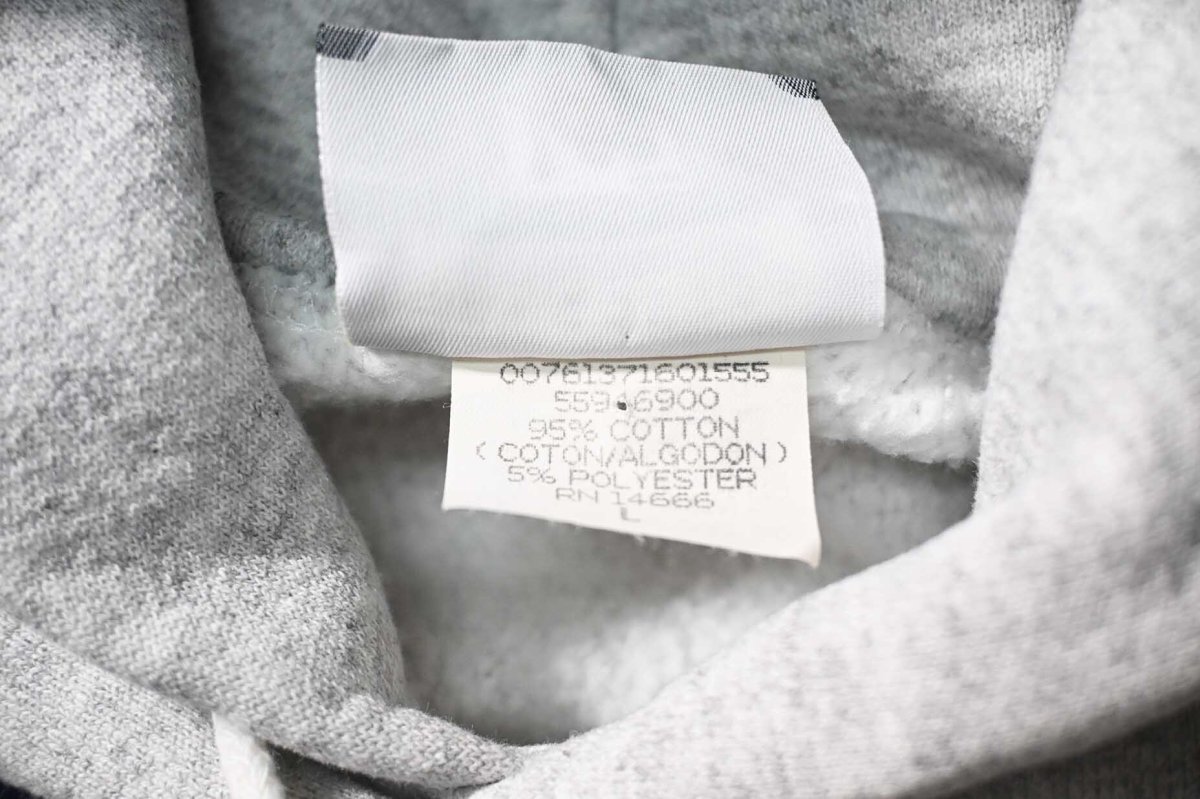 00761371601555
55946900
95% COTTON
(COTON/ALGODON)
5% POLYESTER
RN 14666
L